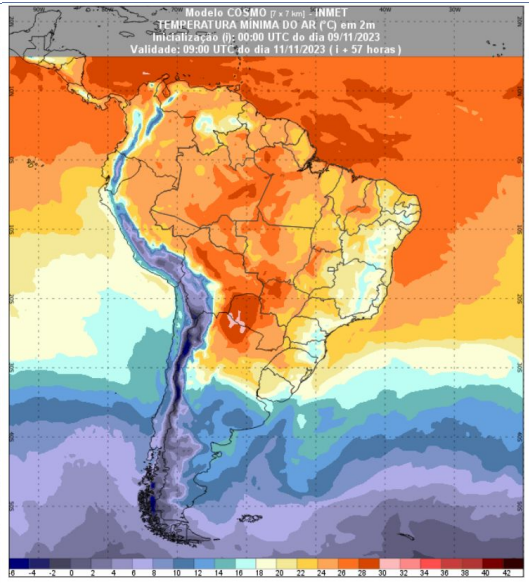 Modelo COSMO [7 x 7 km] - INMET
TEMPERATURA MÍNIMA DO AR (°C) em 2m
Inicialização (i): 00:00 UTC do dia 09/11/2023
Validade: 09:00 UTC do dia 11/11/2023 ( i + 57 horas )
-6 -4 -2 0 2 4 6 8 10 12 14 16 18 20 22 24 26 28 30 32 34 36 38 40 42